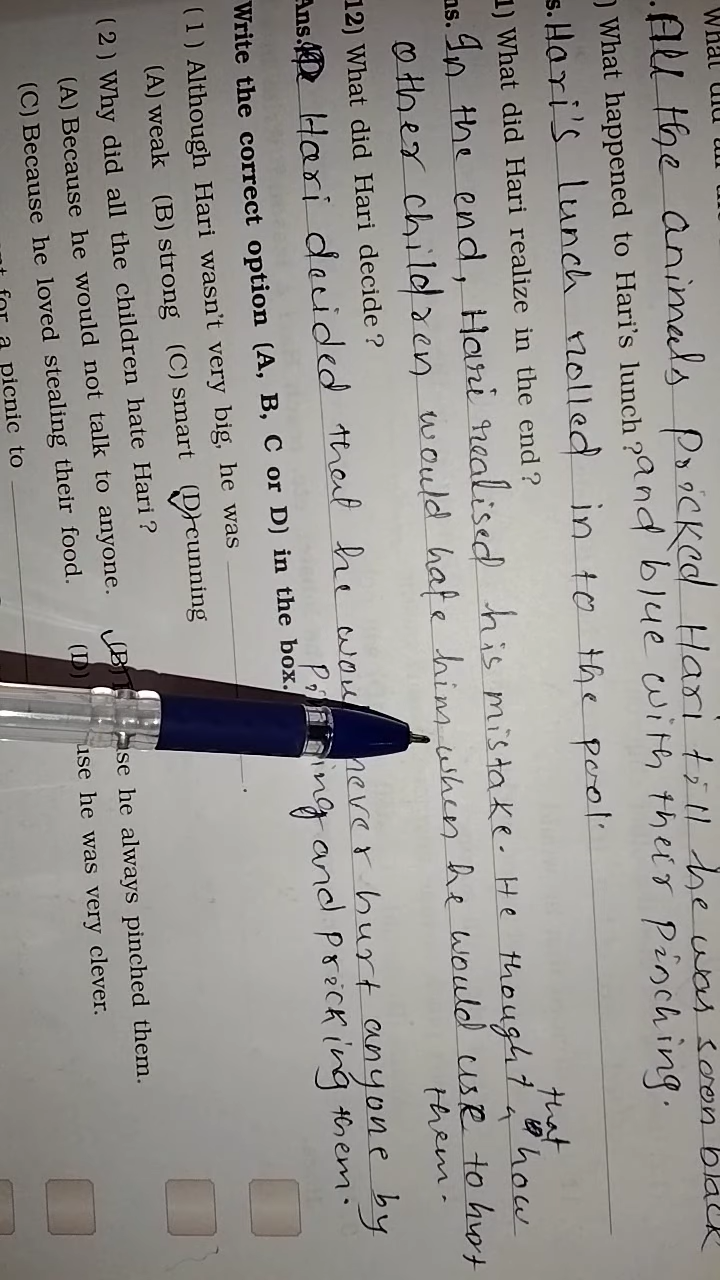 What did all the
. All the animals pricked Hari till he was soon black
and blue with their pinching.
) What happened to Hari's lunch ?
s. Hari's lunch rolled in to the pool.
1) What did Hari realize in the end ?
ns. In the end, Hari realised his mistake. He thought that how
other children would hate him when he would use to hurt
them.
12) What did Hari decide ?
Ans. Hari decided that he never hurt anyone by
and pricking them.
Write the correct option (A, B, C or D) in the box.
( 1 ) Although Hari wasn't very big, he was ______ .
(A) weak (B) strong (C) smart (D) cunning
( 2 ) Why did all the children hate Hari ?
(A) Because he would not talk to anyone. (B) he always pinched them.
(C) Because he loved stealing their food. (D) he was very clever.
for a picnic to ______